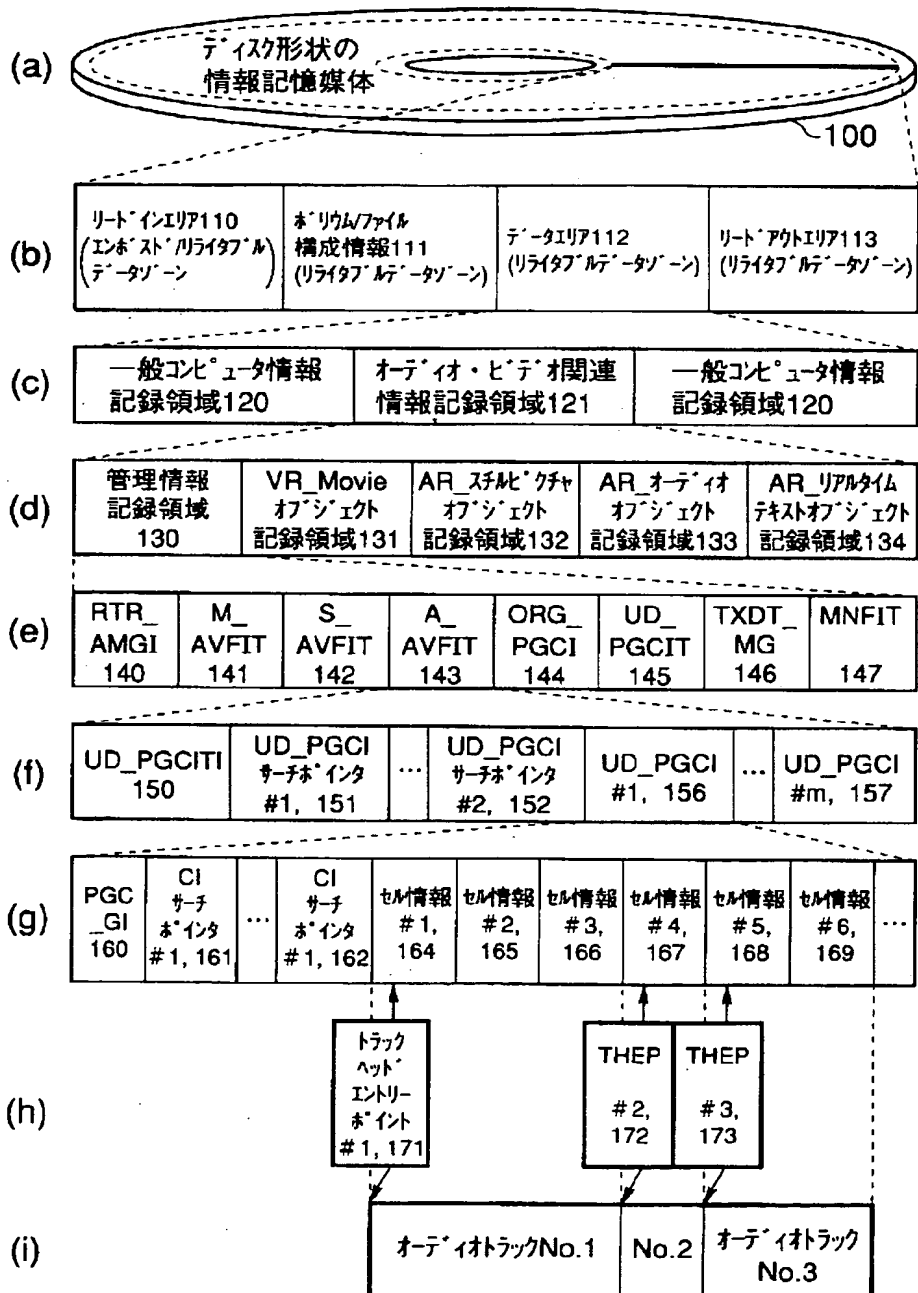 (a)
ディスク形状の
情報記憶媒体
100
(b)
リードインエリア110
(エンボスド/リライタブル
データゾーン)
ボリウム/ファイル
構成情報111
(リライタブルデータゾーン)
データエリア112
(リライタブルデータゾーン)
リードアウトエリア113
(リライタブルデータゾーン)
(c)
一般コンピュータ情報
記録領域120
オーディオ・ビデオ関連
情報記録領域121
一般コンピュータ情報
記録領域120
(d)
管理情報
記録領域
130
VR_Movie
オブジェクト
記録領域131
AR_スチルピクチャ
オブジェクト
記録領域132
AR_オーディオ
オブジェクト
記録領域133
AR_リアルタイム
テキストオブジェクト
記録領域134
(e)
RTR_
AMGI
140
M_
AVFIT
141
S_
AVFIT
142
A_
AVFIT
143
ORG_
PGCI
144
UD_
PGCIT
145
TXDT_
MG
146
MNFIT
147
(f)
UD_PGCITI
150
UD_PGCI
サーチポインタ
#1, 151
…
UD_PGCI
サーチポインタ
#2, 152
UD_PGCI
#1, 156
…
UD_PGCI
#m, 157
(g)
PGC
_GI
160
CI
サーチ
ポインタ
#1, 161
…
CI
サーチ
ポインタ
#1, 162
セル情報
#1,
164
セル情報
#2,
165
セル情報
#3,
166
セル情報
#4,
167
セル情報
#5,
168
セル情報
#6,
169
…
(h)
トラック
ヘッド
エントリー
ポイント
#1, 171
THEP
#2,
172
THEP
#3,
173
(i)
オーディオトラックNo.1
No.2
オーディオトラック
No.3